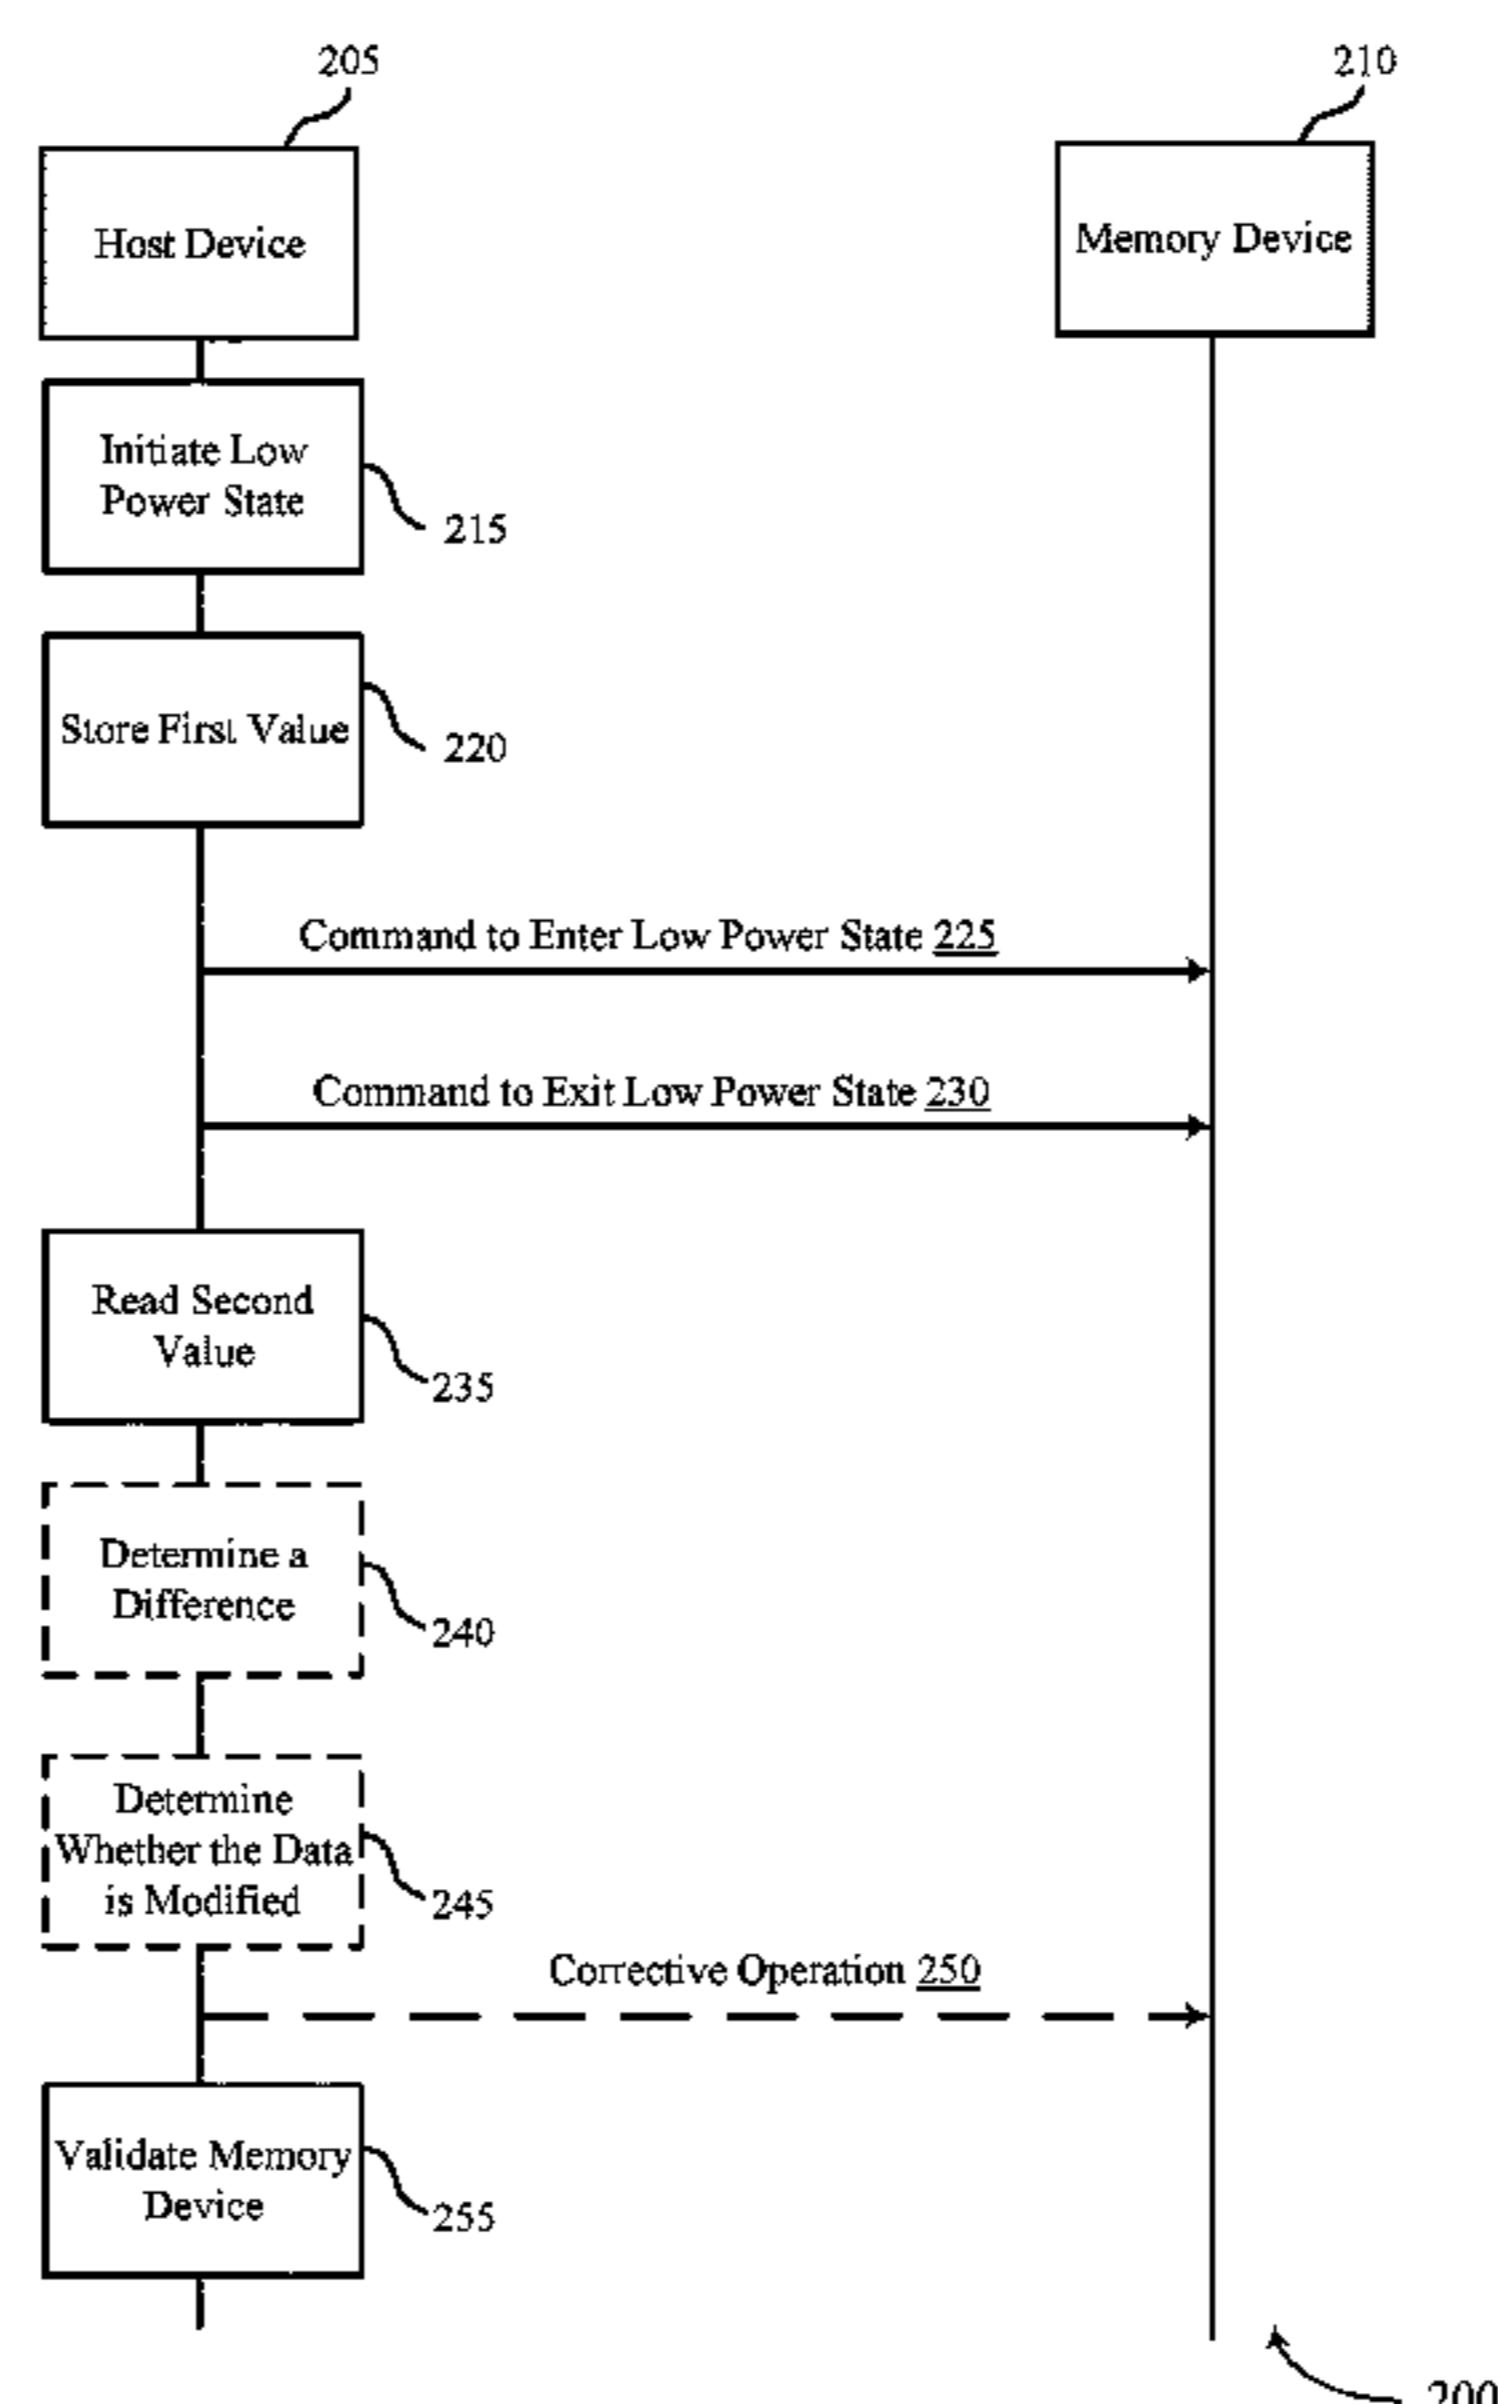 205
210
Host Device
Memory Device
Initiate Low
Power State
215
Store First Value
220
Command to Enter Low Power State 225
Command to Exit Low Power State 230
Read Second
Value
235
Determine a
Difference
240
Determine
Whether the Data
is Modified
245
Corrective Operation 250
Validate Memory
Device
255
200